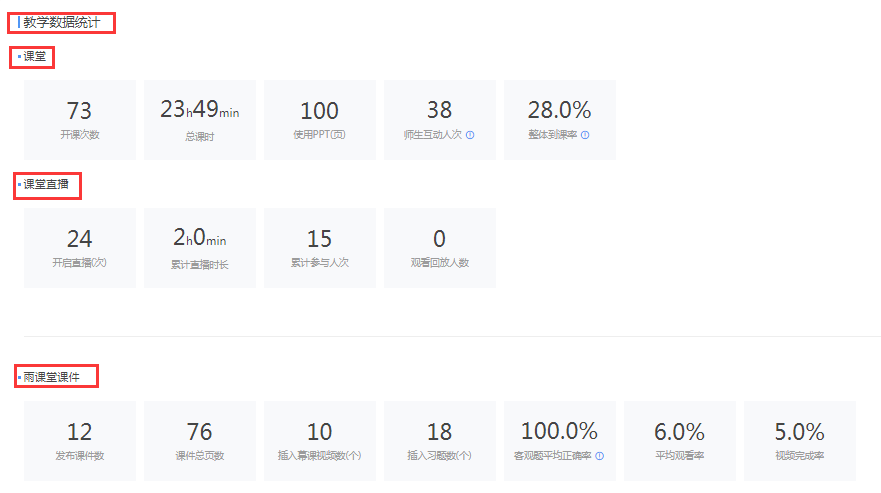 教学数据统计
课堂
73
开课次数
23h49min
总课时
100
使用PPT(页)
38
师生互动人次
28.0%
整体到课率
课堂直播
24
开启直播(次)
2h0min
累计直播时长
15
累计参与人次
0
观看回放人数
雨课堂课件
12
发布课件数
76
课件总页数
10
插入慕课视频数(个)
18
插入习题数(个)
100.0%
客观题平均正确率
6.0%
平均观看率
5.0%
视频完成率